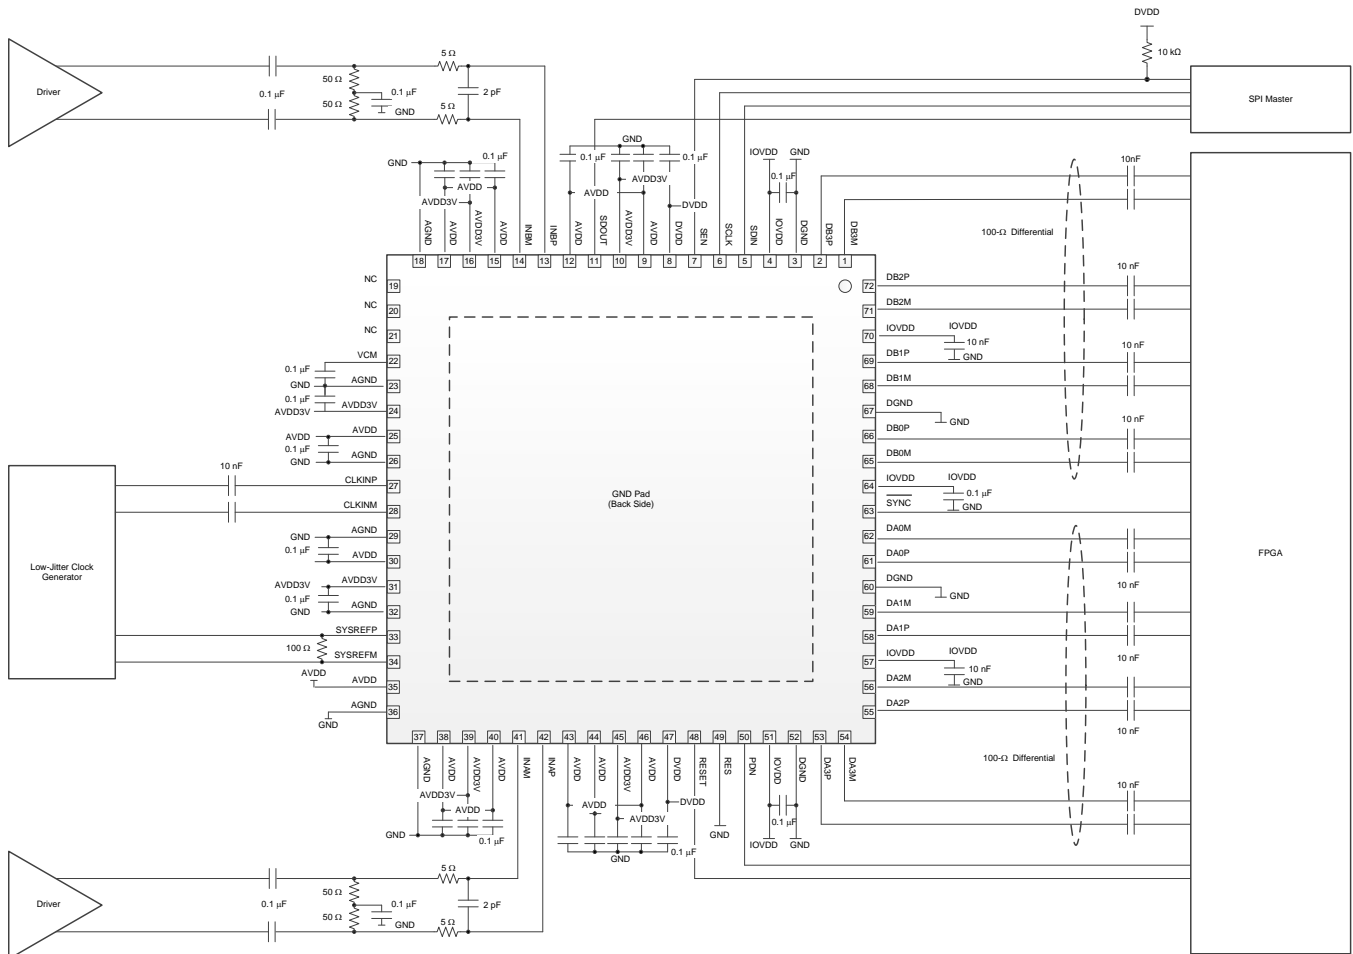 DVDD
10 kΩ
SPI Master
Driver
0.1 µF
50 Ω
50 Ω
0.1 µF
GND
5 Ω
5 Ω
2 pF
GND
0.1 µF
AVDD
AVDD3V
GND
0.1 µF
0.1 µF
AVDD3V
AVDD
DVDD
IOVDD
GND
0.1 µF
AGND
AVDD
AVDD3V
AVDD
INBM
INBP
AVDD
SDOUT
AVDD3V
AVDD
DVDD
SEN
SCLK
SDIN
IOVDD
DGND
DB3P
DB3M
18 17 16 15 14 13 12 11 10 9 8 7 6 5 4 3 2 1
10nF
100-Ω Differential
NC 19
NC 20
NC 21
VCM 22
0.1 µF
GND
AGND 23
0.1 µF
AVDD3V
AVDD3V 24
AVDD
AVDD 25
0.1 µF
GND
AGND 26
10 nF
CLKINP 27
CLKINM 28
GND
AGND 29
0.1 µF
AVDD
AVDD 30
AVDD3V
AVDD3V 31
0.1 µF
GND
AGND 32
SYSREFP 33
100 Ω
SYSREFM 34
AVDD
AVDD 35
AGND 36
GND
Low-Jitter Clock
Generator
GND Pad
(Back Side)
72 DB2P
10 nF
71 DB2M
70 IOVDD
IOVDD
10 nF
GND
69 DB1P
10 nF
68 DB1M
67 DGND
GND
66 DB0P
10 nF
65 DB0M
64 IOVDD
IOVDD
0.1 µF
GND
63 SYNC
62 DA0M
61 DA0P
10 nF
60 DGND
GND
59 DA1M
58 DA1P
10 nF
57 IOVDD
IOVDD
10 nF
GND
56 DA2M
55 DA2P
10 nF
FPGA
100-Ω Differential
10 nF
37 38 39 40 41 42 43 44 45 46 47 48 49 50 51 52 53 54
AGND
AVDD
AVDD3V
AVDD
INAM
INAP
AVDD
AVDD
AVDD3V
AVDD
DVDD
RESET
RES
PDN
IOVDD
DGND
DA3P
DA3M
AVDD3V
AVDD
GND
0.1 µF
AVDD
AVDD3V
DVDD
GND
0.1 µF
GND
0.1 µF
IOVDD
GND
Driver
0.1 µF
50 Ω
50 Ω
0.1 µF
GND
5 Ω
5 Ω
2 pF